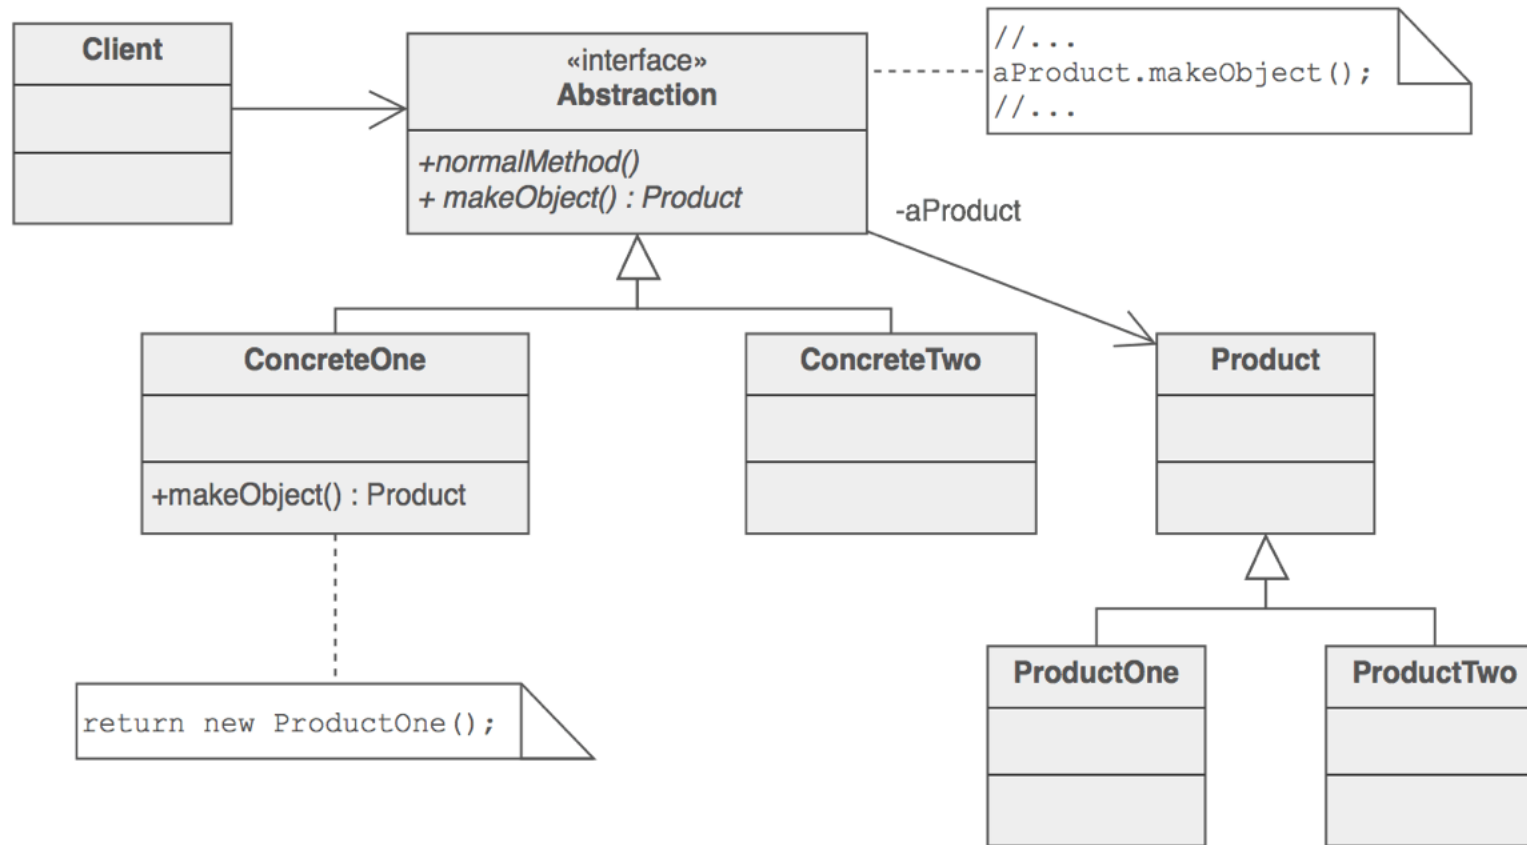 Client
«interface»
Abstraction
+normalMethod()
+ makeObject() : Product
//...
aProduct.makeObject();
//...
-aProduct
ConcreteOne
+makeObject() : Product
ConcreteTwo
Product
return new ProductOne();
ProductOne
ProductTwo